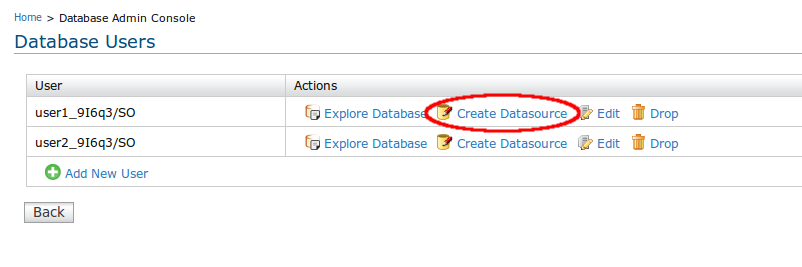 Home > Database Admin Console
Database Users
User Actions
user1_9I6q3/SO Explore Database Create Datasource Edit Drop
user2_9I6q3/SO Explore Database Create Datasource Edit Drop
Add New User
Back